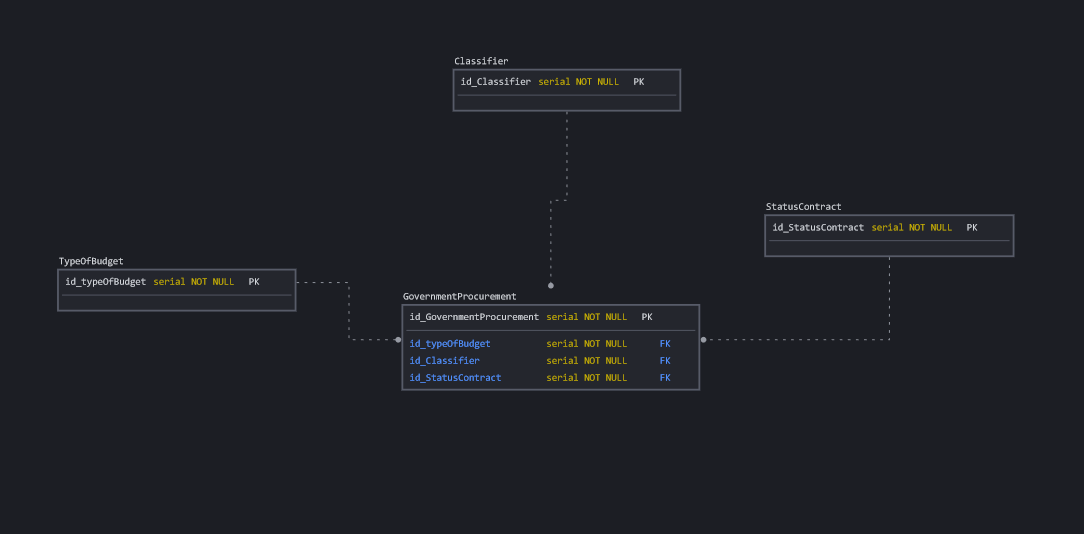 Classifier
id_Classifier serial NOT NULL PK
StatusContract
id_StatusContract serial NOT NULL PK
TypeOfBudget
id_typeOfBudget serial NOT NULL PK
GovernmentProcurement
id_GovernmentProcurement serial NOT NULL PK
id_typeOfBudget serial NOT NULL FK
id_Classifier serial NOT NULL FK
id_StatusContract serial NOT NULL FK